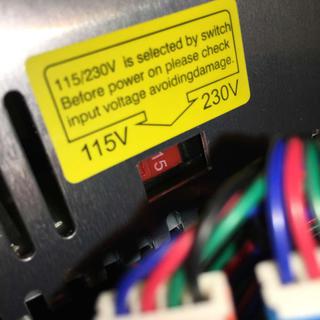 115/230V is selected by switch
Before power on please check
input voltage avoidingdamage.
115V 230V
15